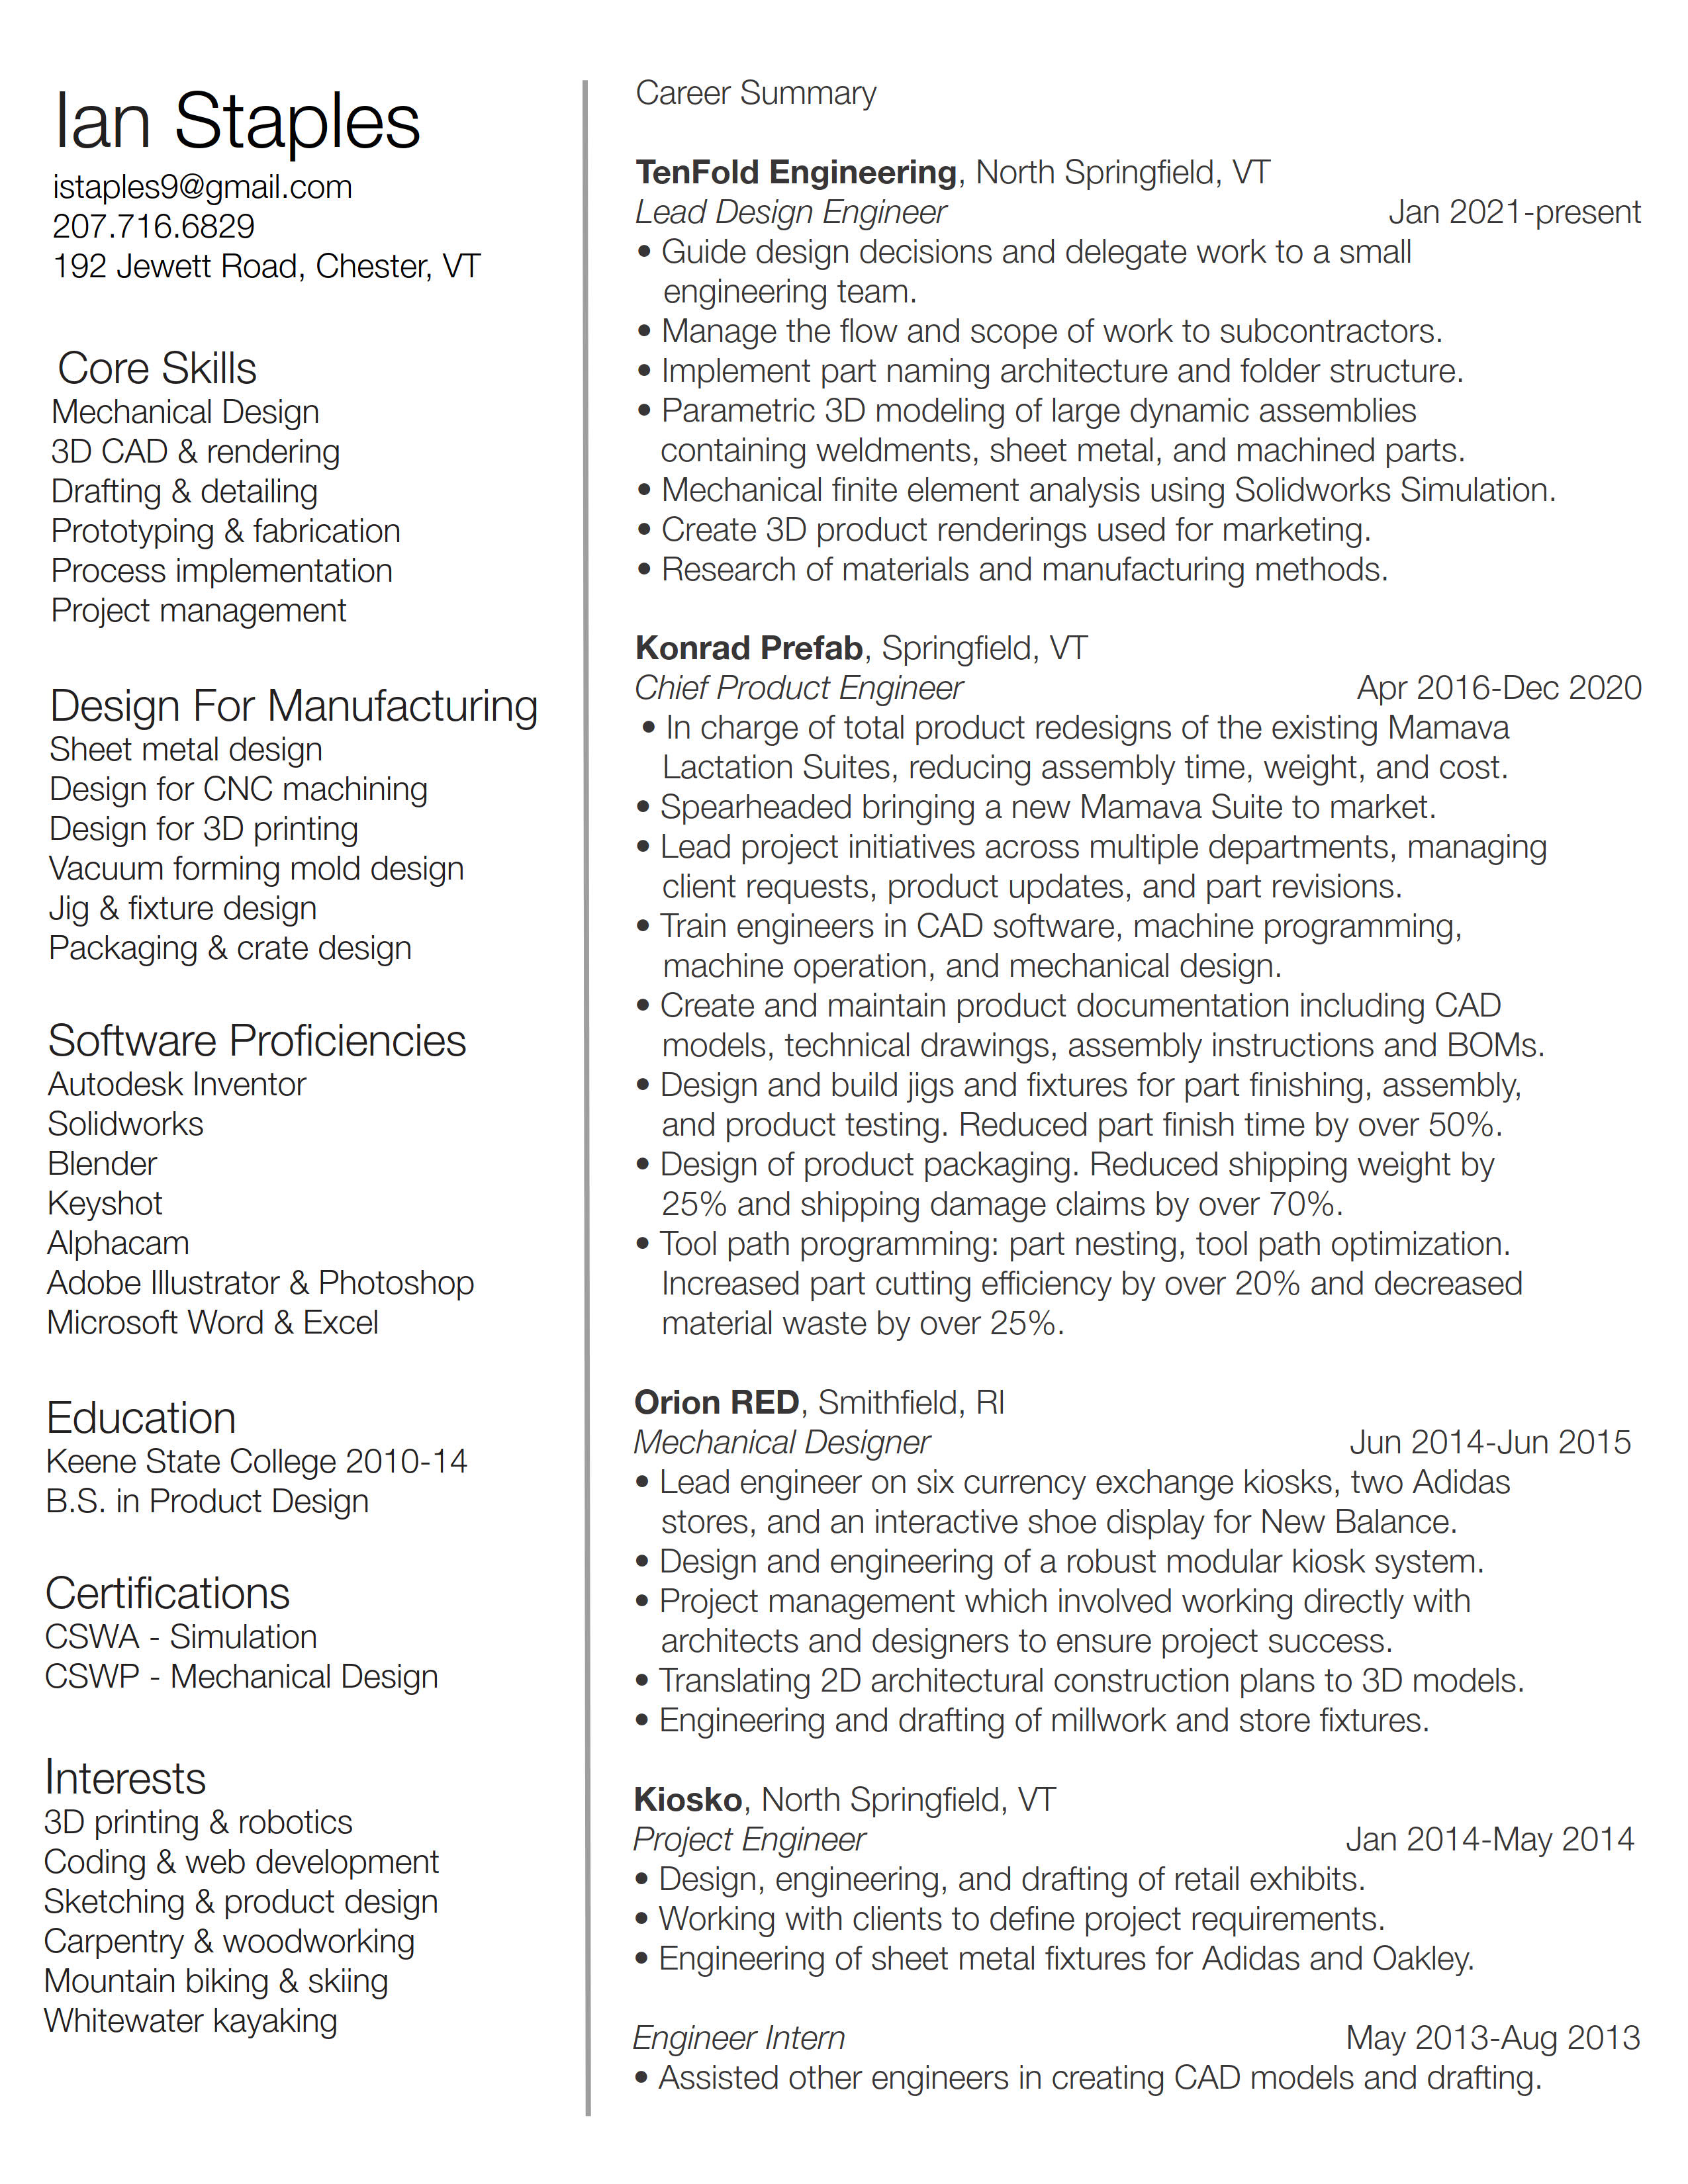 Ian Staples
istaples9@gmail.com
207.716.6829
192 Jewett Road, Chester, VT
Core Skills
Mechanical Design
3D CAD & rendering
Drafting & detailing
Prototyping & fabrication
Process implementation
Project management
Design For Manufacturing
Sheet metal design
Design for CNC machining
Design for 3D printing
Vacuum forming mold design
Jig & fixture design
Packaging & crate design
Software Proficiencies
Autodesk Inventor
Solidworks
Blender
Keyshot
Alphacam
Adobe Illustrator & Photoshop
Microsoft Word & Excel
Education
Keene State College 2010-14
B.S. in Product Design
Certifications
CSWA - Simulation
CSWP - Mechanical Design
Interests
3D printing & robotics
Coding & web development
Sketching & product design
Carpentry & woodworking
Mountain biking & skiing
Whitewater kayaking
Career Summary
TenFold Engineering, North Springfield, VT
Lead Design Engineer Jan 2021-present
• Guide design decisions and delegate work to a small
engineering team.
• Manage the flow and scope of work to subcontractors.
• Implement part naming architecture and folder structure.
• Parametric 3D modeling of large dynamic assemblies
containing weldments, sheet metal, and machined parts.
• Mechanical finite element analysis using Solidworks Simulation.
• Create 3D product renderings used for marketing.
• Research of materials and manufacturing methods.
Konrad Prefab, Springfield, VT
Chief Product Engineer Apr 2016-Dec 2020
• In charge of total product redesigns of the existing Mamava
Lactation Suites, reducing assembly time, weight, and cost.
• Spearheaded bringing a new Mamava Suite to market.
• Lead project initiatives across multiple departments, managing
client requests, product updates, and part revisions.
• Train engineers in CAD software, machine programming,
machine operation, and mechanical design.
• Create and maintain product documentation including CAD
models, technical drawings, assembly instructions and BOMs.
• Design and build jigs and fixtures for part finishing, assembly,
and product testing. Reduced part finish time by over 50%.
• Design of product packaging. Reduced shipping weight by
25% and shipping damage claims by over 70%.
• Tool path programming: part nesting, tool path optimization.
Increased part cutting efficiency by over 20% and decreased
material waste by over 25%.
Orion RED, Smithfield, RI
Mechanical Designer Jun 2014-Jun 2015
• Lead engineer on six currency exchange kiosks, two Adidas
stores, and an interactive shoe display for New Balance.
• Design and engineering of a robust modular kiosk system.
• Project management which involved working directly with
architects and designers to ensure project success.
• Translating 2D architectural construction plans to 3D models.
• Engineering and drafting of millwork and store fixtures.
Kiosko, North Springfield, VT
Project Engineer Jan 2014-May 2014
• Design, engineering, and drafting of retail exhibits.
• Working with clients to define project requirements.
• Engineering of sheet metal fixtures for Adidas and Oakley.
Engineer Intern May 2013-Aug 2013
• Assisted other engineers in creating CAD models and drafting.